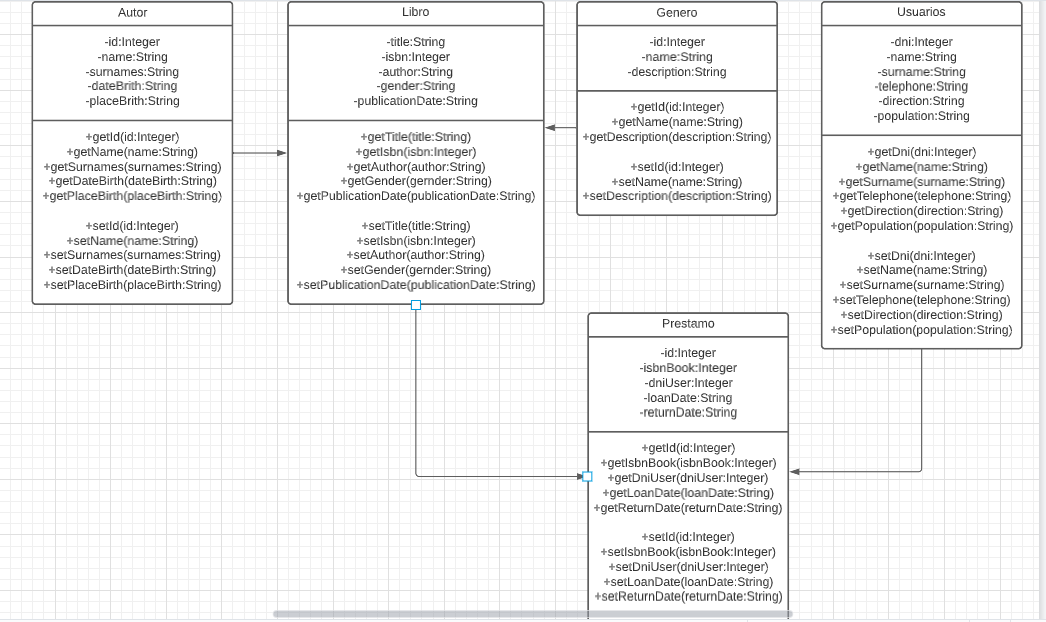 Autor
-id:Integer
-name:String
-surnames:String
-dateBrith:String
-placeBrith:String
+getId(id:Integer)
+getName(name:String)
+getSurnames(surnames:String)
+getDateBirth(dateBirth:String)
+getPlaceBirth(placeBirth:String)
+setId(id:Integer)
+setName(name:String)
+setSurnames(surnames:String)
+setDateBirth(dateBirth:String)
+setPlaceBirth(placeBirth:String)
Libro
-title:String
-isbn:Integer
-author:String
-gender:String
-publicationDate:String
+getTitle(title:String)
+getIsbn(isbn:Integer)
+getAuthor(author:String)
+getGender(gernder:String)
+getPublicationDate(publicationDate:String)
+setTitle(title:String)
+setIsbn(isbn:Integer)
+setAuthor(author:String)
+setGender(gernder:String)
+setPublicationDate(publicationDate:String)
Genero
-id:Integer
-name:String
-description:String
+getId(id:Integer)
+getName(name:String)
+getDescription(description:String)
+setId(id:Integer)
+setName(name:String)
+setDescription(description:String)
Usuarios
-dni:Integer
-name:String
-surname:String
-telephone:String
-direction:String
-population:String
+getDni(dni:Integer)
+getName(name:String)
+getSurname(surname:String)
+getTelephone(telephone:String)
+getDirection(direction:String)
+getPopulation(population:String)
+setDni(dni:Integer)
+setName(name:String)
+setSurname(surname:String)
+setTelephone(telephone:String)
+setDirection(direction:String)
+setPopulation(population:String)
Prestamo
-id:Integer
-isbnBook:Integer
-dniUser:Integer
-loanDate:String
-returnDate:String
+getId(id:Integer)
+getIsbnBook(isbnBook:Integer)
+getDniUser(dniUser:Integer)
+getLoanDate(loanDate:String)
+getReturnDate(returnDate:String)
+setId(id:Integer)
+setIsbnBook(isbnBook:Integer)
+setDniUser(dniUser:Integer)
+setLoanDate(loanDate:String)
+setReturnDate(returnDate:String)